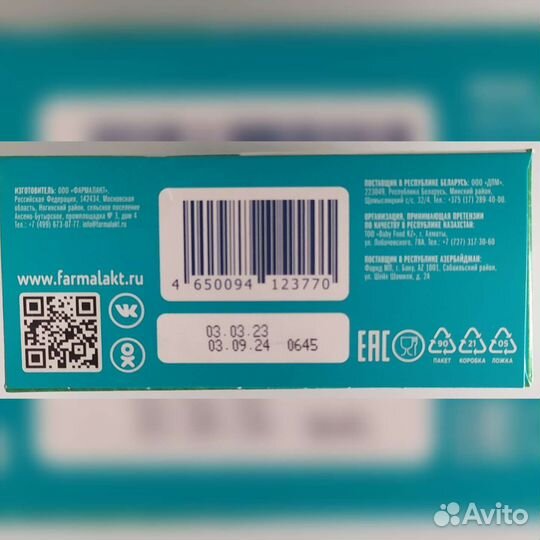 ИЗГОТОВИТЕЛЬ: ООО "ФАРМАЛАКТ",
Российская Федерация, 142434, Московская
область, Ногинский район, сельское поселение
Аксено-Бутырское, промплощадка № 3, дом 4
Тел.: +7 (499) 673-07-77. info@farmalakt.ru
www.farmalakt.ru
4 650094 123770
03.03.23
03.09.24 0645
ПОСТАВЩИК В РЕСПУБЛИКЕ БЕЛАРУСЬ: ООО "ДПМ",
223049, Республика Беларусь, Минский район,
Щомыслицкий с/с, 32/4. Тел.: +375 (17) 289-40-00.
ОРГАНИЗАЦИЯ, ПРИНИМАЮЩАЯ ПРЕТЕНЗИИ
ПО КАЧЕСТВУ В РЕСПУБЛИКЕ КАЗАХСТАН:
ТОО "Baby Food KZ", г. Алматы,
ул. Лобачевского, 78А. Тел.: +7 (727) 317-30-60
ПОСТАВЩИК В РЕСПУБЛИКЕ АЗЕРБАЙДЖАН:
Фарид ИП, г. Баку, AZ 1001, Сабаильский район,
ул. Шейх Шамиля, д. 2А
EAC
90 21 05
ПАКЕТ КОРОБКА ЛОЖКА
Avito